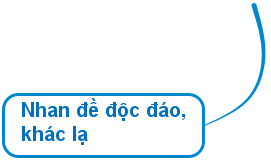 Nhan đề độc đáo,
khác lạ